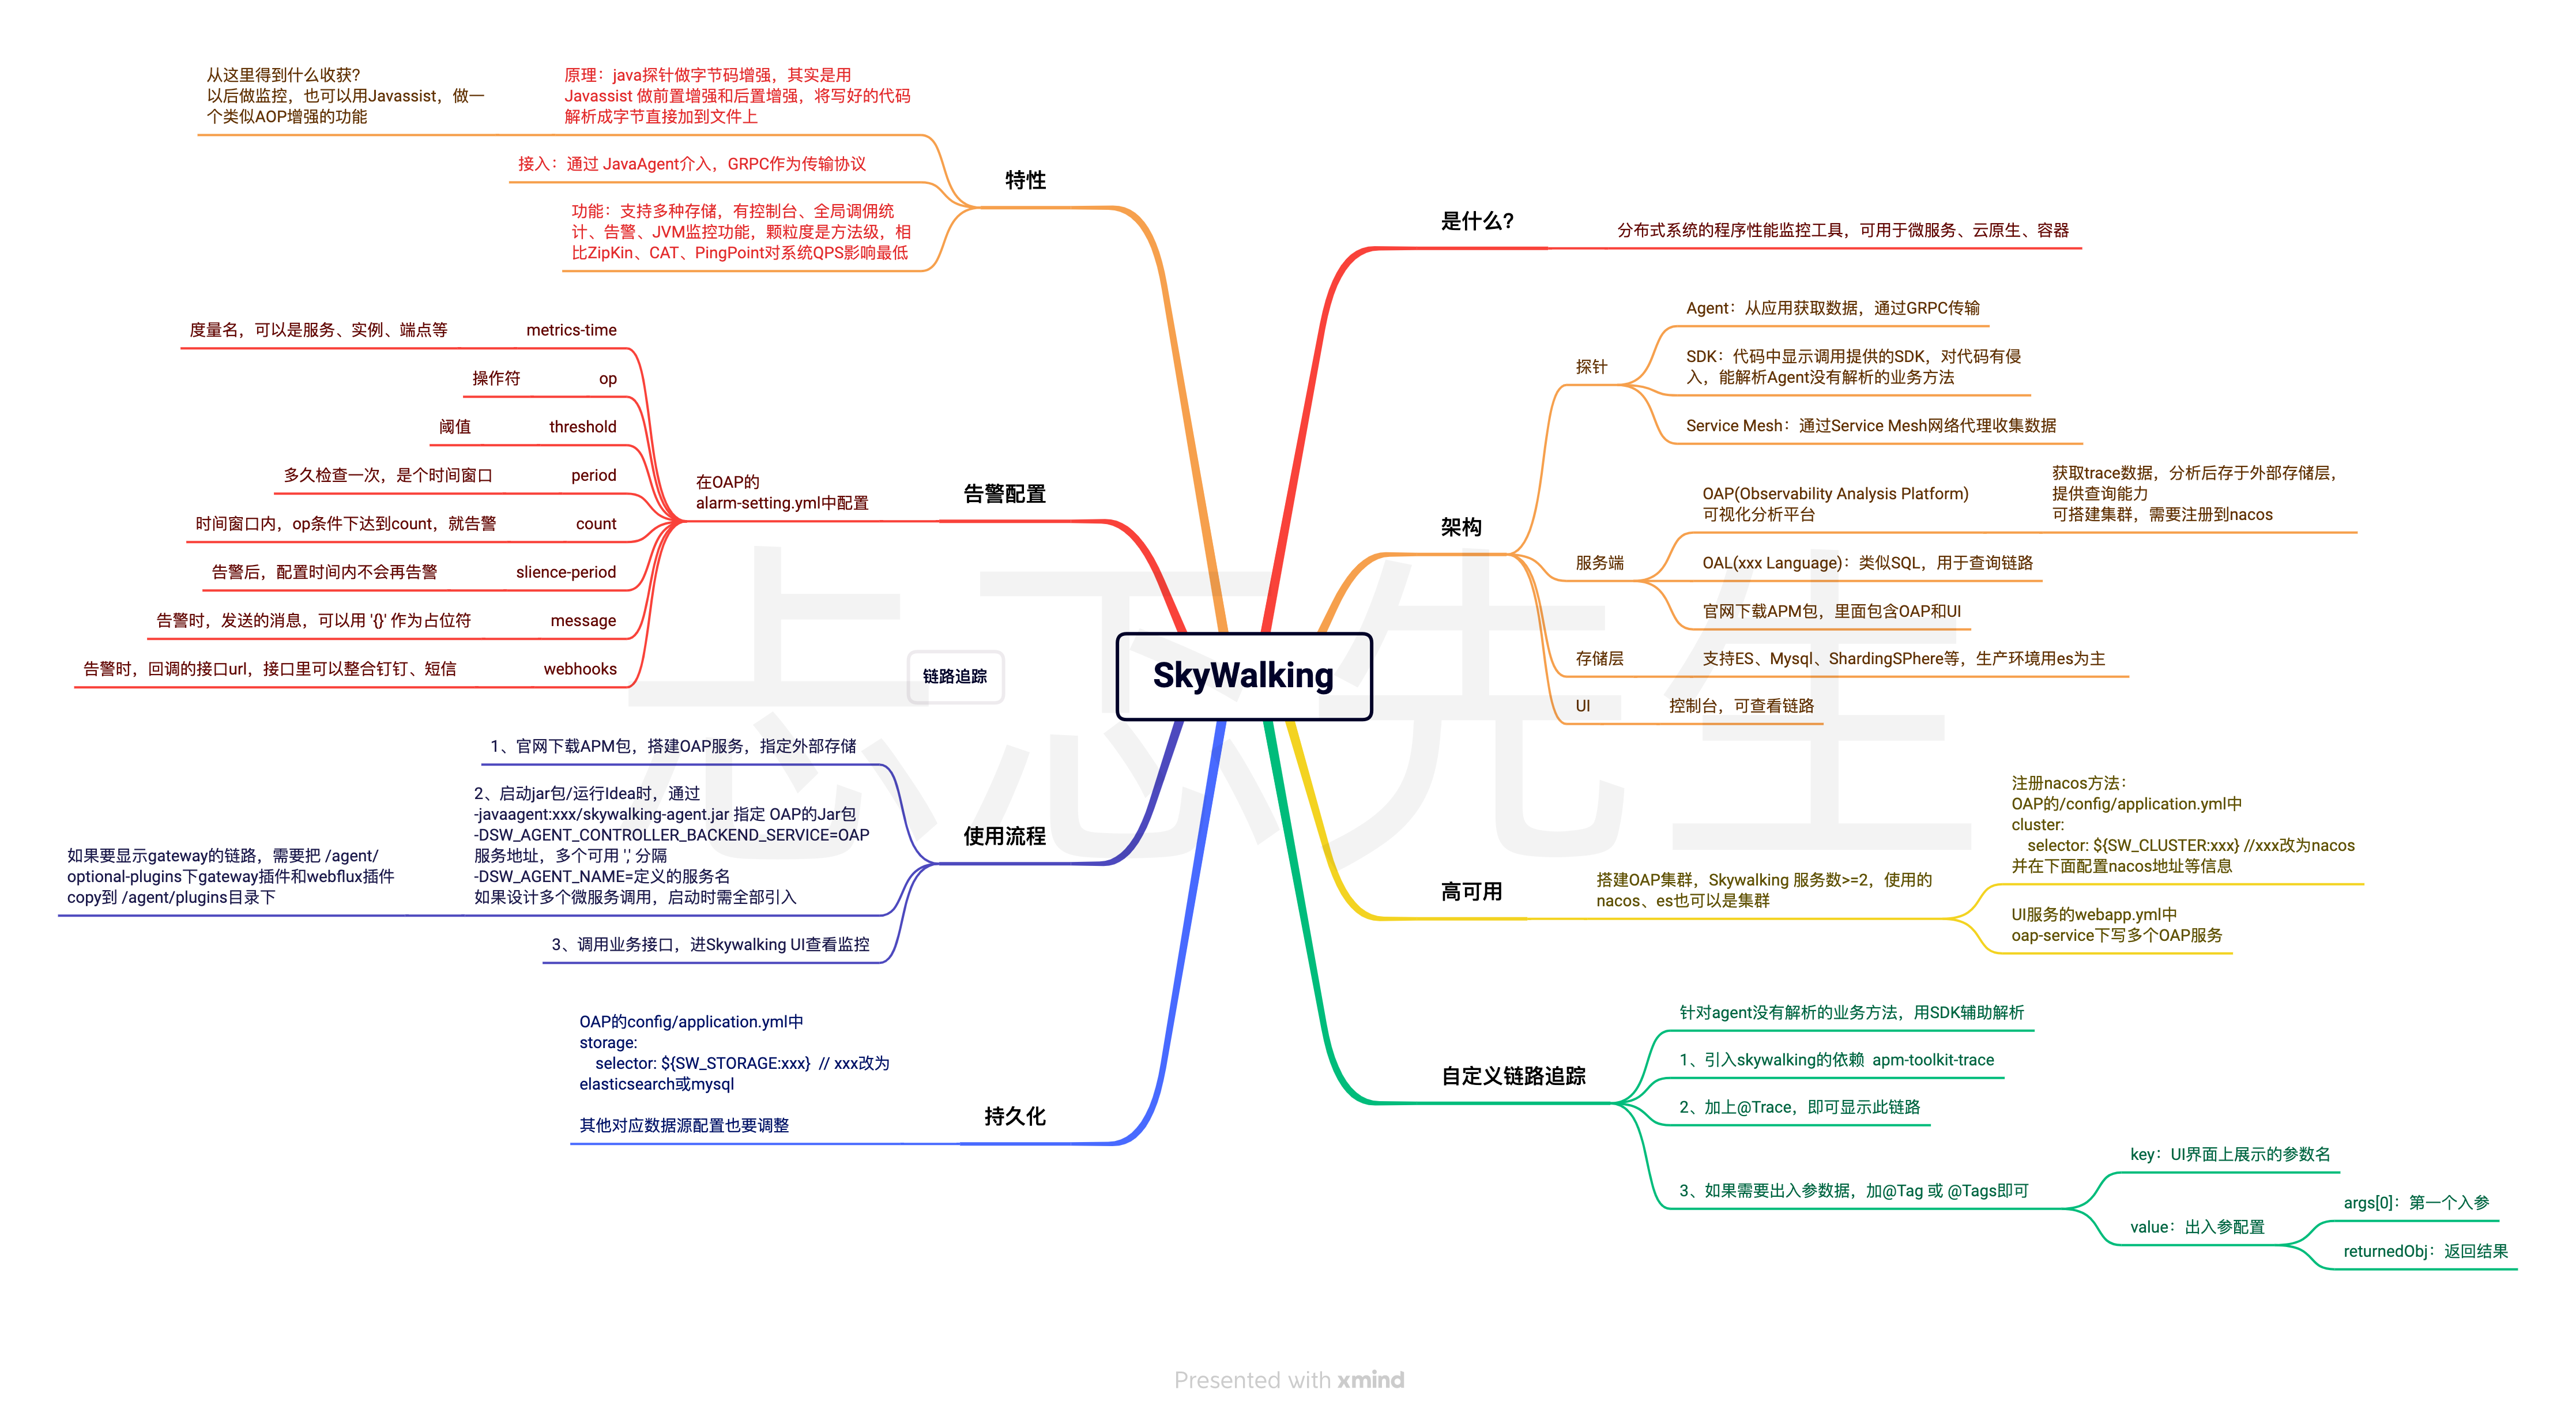 SkyWalking
链路追踪
是什么?
分布式系统的程序性能监控工具，可用于微服务、云原生、容器
架构
探针
Agent：从应用获取数据，通过GRPC传输
SDK：代码中显示调用提供的SDK，对代码有侵
入，能解析Agent没有解析的业务方法
Service Mesh：通过Service Mesh网络代理收集数据
服务端
OAP(Observability Analysis Platform)
可视化分析平台
获取trace数据，分析后存于外部存储层，
提供查询能力
可搭建集群，需要注册到nacos
OAL(xxx Language)：类似SQL，用于查询链路
官网下载APM包，里面包含OAP和UI
存储层
支持ES、Mysql、ShardingSPhere等，生产环境用es为主
UI
控制台，可查看链路
高可用
搭建OAP集群，Skywalking 服务数>=2，使用的
nacos、es也可以是集群
注册nacos方法：
OAP的/config/application.yml中
cluster:
selector: ${SW_CLUSTER:xxx} //xxx改为nacos
并在下面配置nacos地址等信息
UI服务的webapp.yml中
oap-service下写多个OAP服务
自定义链路追踪
针对agent没有解析的业务方法，用SDK辅助解析
1、引入skywalking的依赖 apm-toolkit-trace
2、加上@Trace，即可显示此链路
3、如果需要出入参数据，加@Tag 或 @Tags即可
key：UI界面上展示的参数名
value：出入参配置
args[0]：第一个入参
returnedObj：返回结果
特性
原理：java探针做字节码增强，其实是用
Javassist 做前置增强和后置增强，将写好的代码
解析成字节直接加到文件上
从这里得到什么收获?
以后做监控，也可以用Javassist，做一
个类似AOP增强的功能
接入：通过 JavaAgent介入，GRPC作为传输协议
功能：支持多种存储，有控制台、全局调佣统
计、告警、JVM监控功能，颗粒度是方法级，相
比ZipKin、CAT、PingPoint对系统QPS影响最低
告警配置
在OAP的
alarm-setting.yml中配置
metrics-time
度量名，可以是服务、实例、端点等
op
操作符
threshold
阈值
period
多久检查一次，是个时间窗口
count
时间窗口内，op条件下达到count，就告警
slience-period
告警后，配置时间内不会再告警
message
告警时，发送的消息，可以用 '{}' 作为占位符
webhooks
告警时，回调的接口url，接口里可以整合钉钉、短信
使用流程
1、官网下载APM包，搭建OAP服务，指定外部存储
2、启动jar包/运行Idea时，通过
-javaagent:xxx/skywalking-agent.jar 指定 OAP的Jar包
-DSW_AGENT_CONTROLLER_BACKEND_SERVICE=OAP
服务地址，多个可用 ',' 分隔
-DSW_AGENT_NAME=定义的服务名
如果设计多个微服务调用，启动时需全部引入
如果要显示gateway的链路，需要把 /agent/
optional-plugins下gateway插件和webflux插件
copy到 /agent/plugins目录下
3、调用业务接口，进Skywalking UI查看监控
持久化
OAP的config/application.yml中
storage:
selector: ${SW_STORAGE:xxx} // xxx改为
elasticsearch或mysql
其他对应数据源配置也要调整
忐忑先生
Presented with xmind